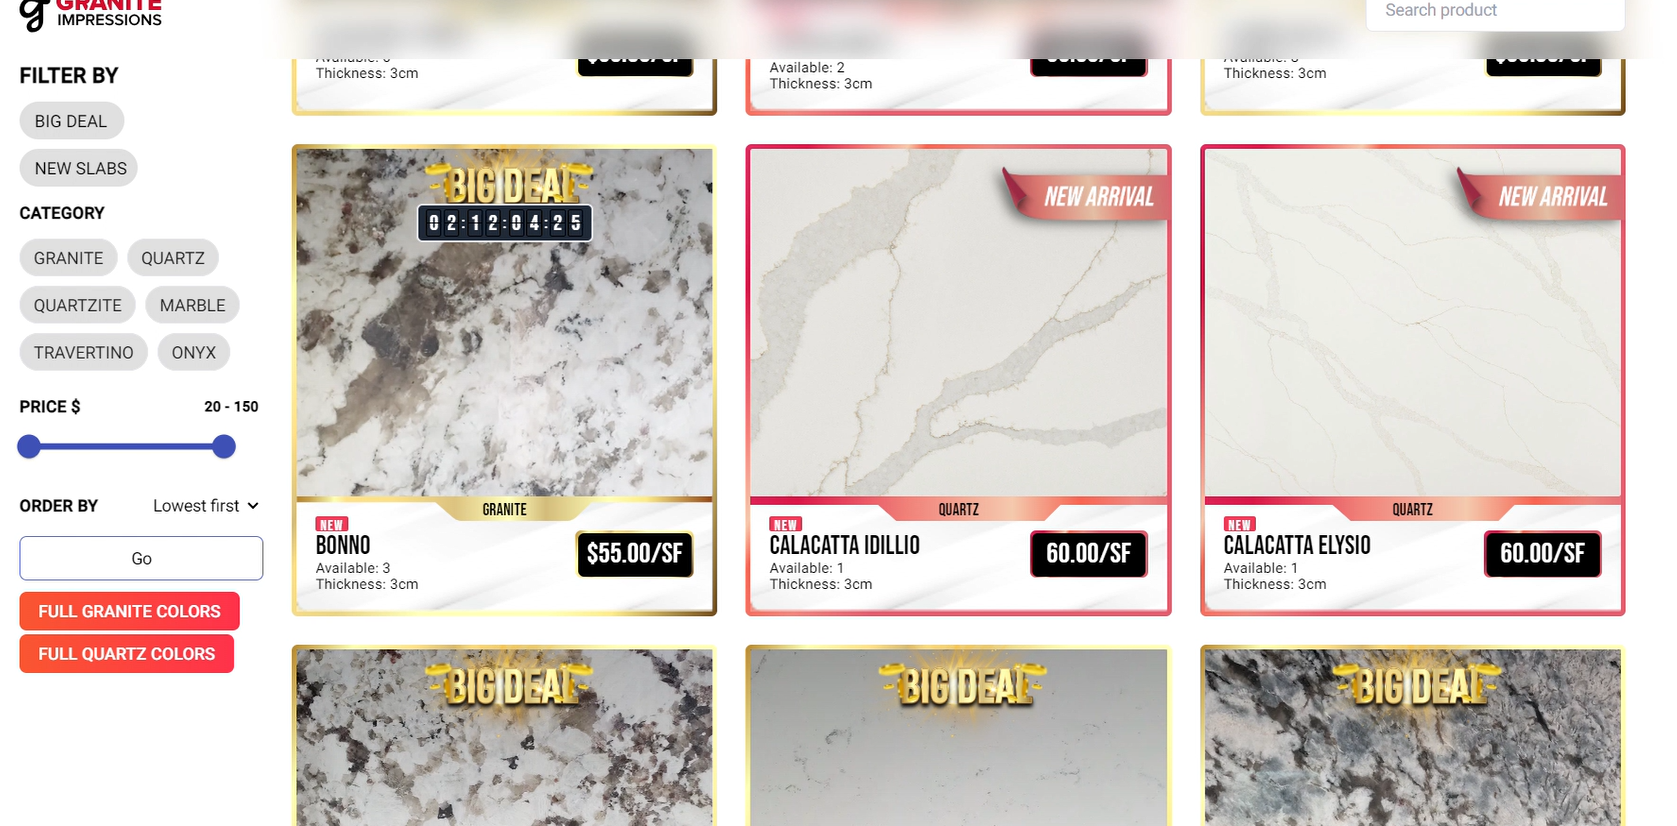 GRANITE
IMPRESSIONS
Search product
FILTER BY
BIG DEAL
NEW SLABS
CATEGORY
GRANITE
QUARTZ
QUARTZITE
MARBLE
TRAVERTINO
ONYX
PRICE $
20 - 150
ORDER BY
Lowest first
Go
FULL GRANITE COLORS
FULL QUARTZ COLORS
Thickness: 3cm
Available: 2
Thickness: 3cm
Thickness: 3cm
BIG DEAL
02:12:04:25
GRANITE
NEW
BONNO
Available: 3
Thickness: 3cm
$55.00/SF
NEW ARRIVAL
QUARTZ
NEW
CALACATTA IDILLIO
Available: 1
Thickness: 3cm
60.00/SF
NEW ARRIVAL
QUARTZ
NEW
CALACATTA ELYSIO
Available: 1
Thickness: 3cm
60.00/SF
BIG DEAL
BIG DEAL
BIG DEAL